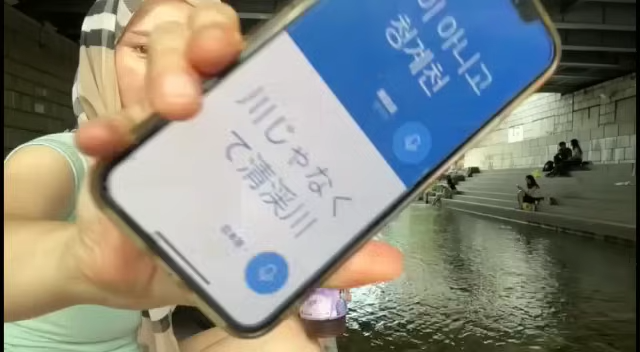 이 아니고
청계천
川じゃなく
て清渓川
日本語